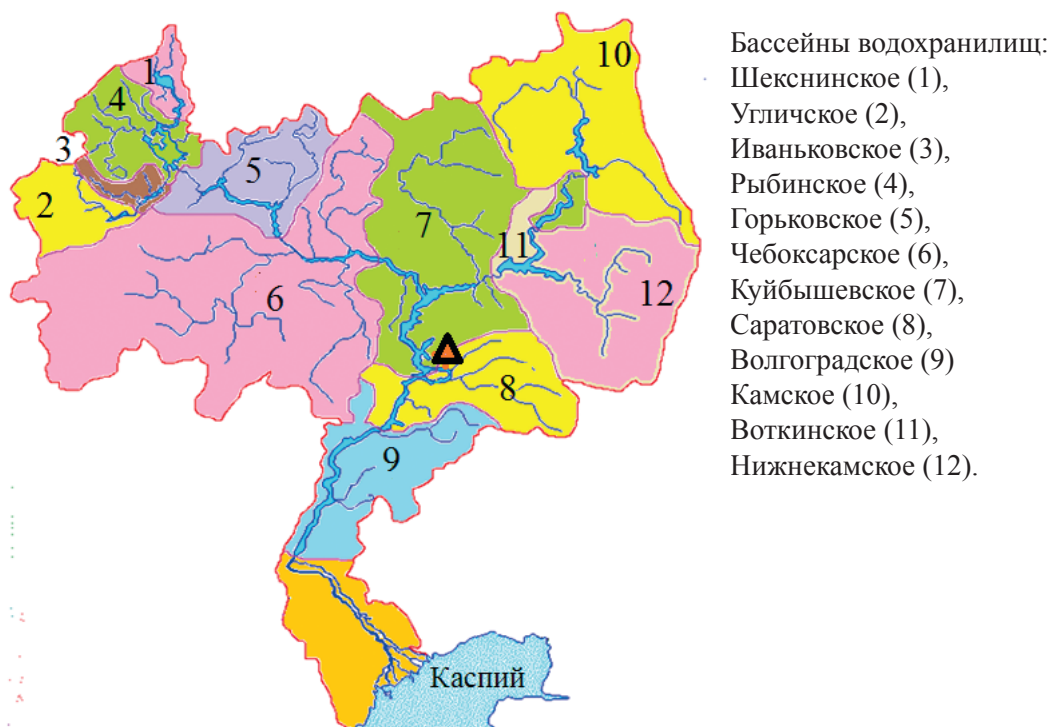 Бассейны водохранилищ:
Шекснинское (1),
Угличское (2),
Иваньковское (3),
Рыбинское (4),
Горьковское (5),
Чебоксарское (6),
Куйбышевское (7),
Саратовское (8),
Волгоградское (9)
Камское (10),
Воткинское (11),
Нижнекамское (12).
1
10
4
3
5
2
7
11
6
12
8
9
Каспий